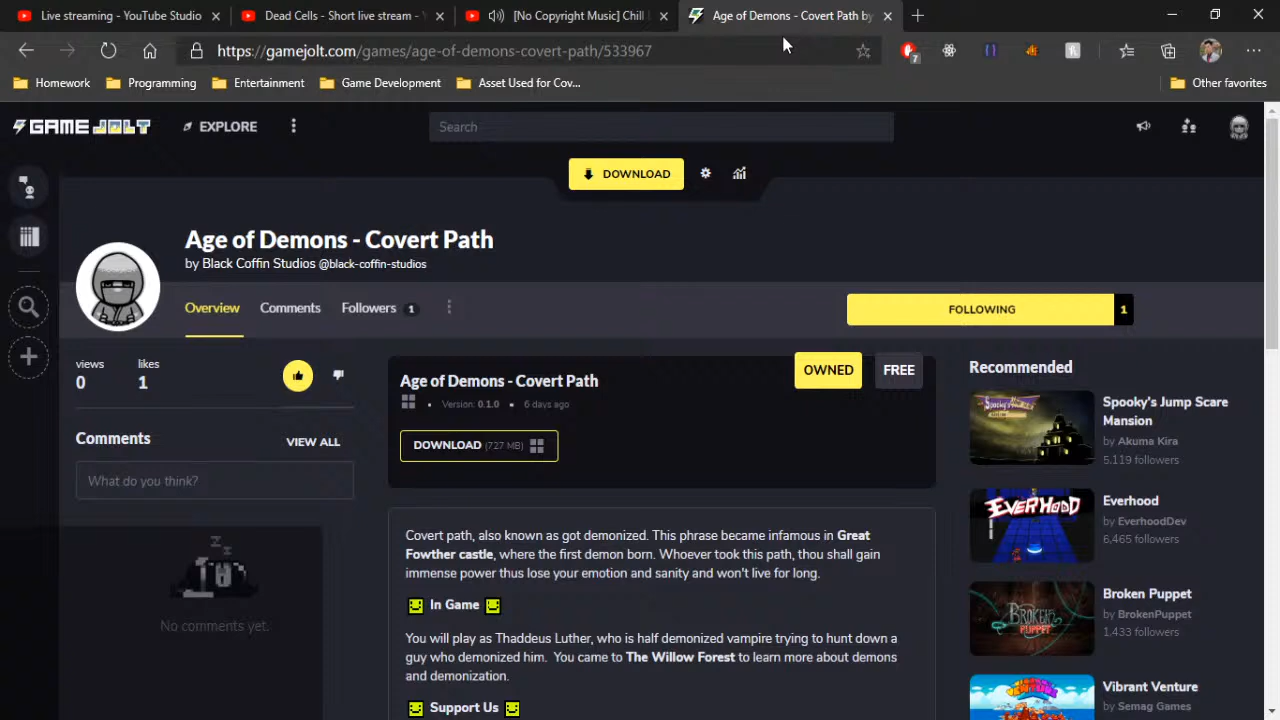 Live streaming - YouTube Studio
Dead Cells - Short live stream - Y
[No Copyright Music] Chill l
Age of Demons - Covert Path by
https://gamejolt.com/games/age-of-demons-covert-path/533967
7
Homework
Programming
Entertainment
Game Development
Asset Used for Cov...
Other favorites
GAME JOLT
EXPLORE
Search
DOWNLOAD
Age of Demons - Covert Path
by Black Coffin Studios @black-coffin-studios
Overview
Comments
Followers 1
FOLLOWING 1
views
0
likes
1
Comments
VIEW ALL
What do you think?
No comments yet.
Age of Demons - Covert Path
OWNED
FREE
Version: 0.1.0 ▪ 6 days ago
DOWNLOAD (727 MB)
Covert path, also known as got demonized. This phrase became infamous in Great
Fowther castle, where the first demon born. Whoever took this path, thou shall gain
immense power thus lose your emotion and sanity and won't live for long.
In Game
You will play as Thaddeus Luther, who is half demonized vampire trying to hunt down a
guy who demonized him. You came to The Willow Forest to learn more about demons
and demonization.
Support Us
Recommended
Spooky's Jump Scare
Mansion
by Akuma Kira
5,119 followers
EVERHOOD
Everhood
by EverhoodDev
6,465 followers
BROKEN
PUPPET
Broken Puppet
by BrokenPuppet
1,433 followers
Vibrant Venture
by Semag Games